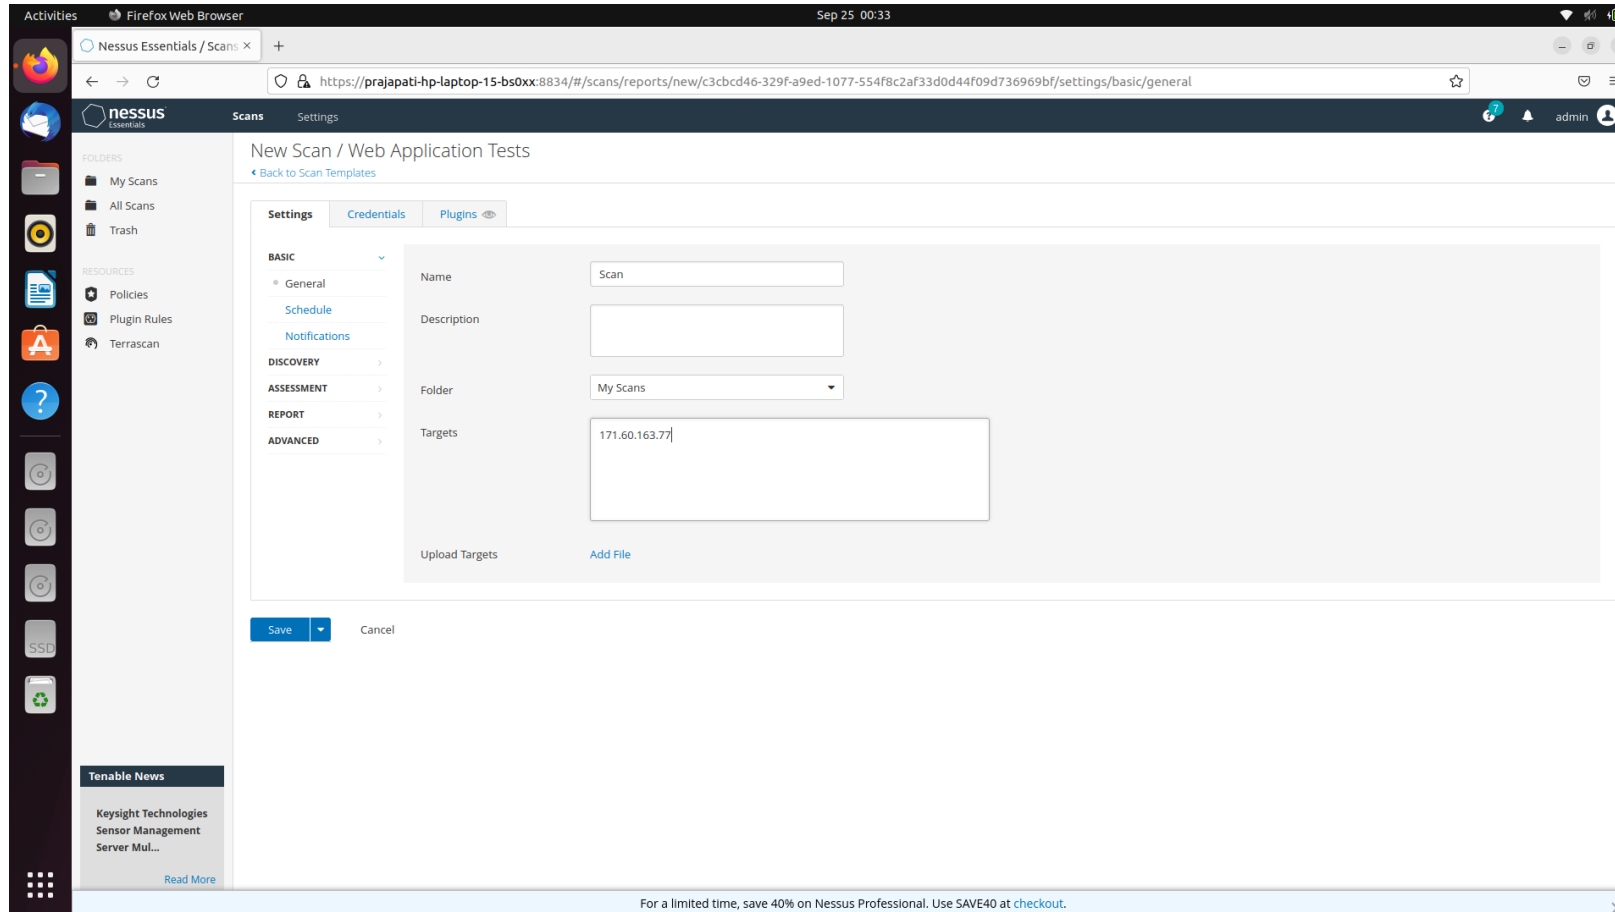 Activities Firefox Web Browser Sep 25 00:33
Nessus Essentials / Scans
https://prajapati-hp-laptop-15-bs0xx:8834/#/scans/reports/new/c3cbcd46-329f-a9ed-1077-554f8c2af33d0d44f09d736969bf/settings/basic/general
nessus
Essentials
Scans Settings
7
admin
FOLDERS
My Scans
All Scans
Trash
RESOURCES
Policies
Plugin Rules
Terrascan
New Scan / Web Application Tests
Back to Scan Templates
Settings Credentials Plugins
BASIC
General
Schedule
Notifications
DISCOVERY
ASSESSMENT
REPORT
ADVANCED
Name Scan
Description
Folder My Scans
Targets 171.60.163.77
Upload Targets Add File
Save Cancel
SSD
Tenable News
Keysight Technologies
Sensor Management
Server Mul...
Read More
For a limited time, save 40% on Nessus Professional. Use SAVE40 at checkout.